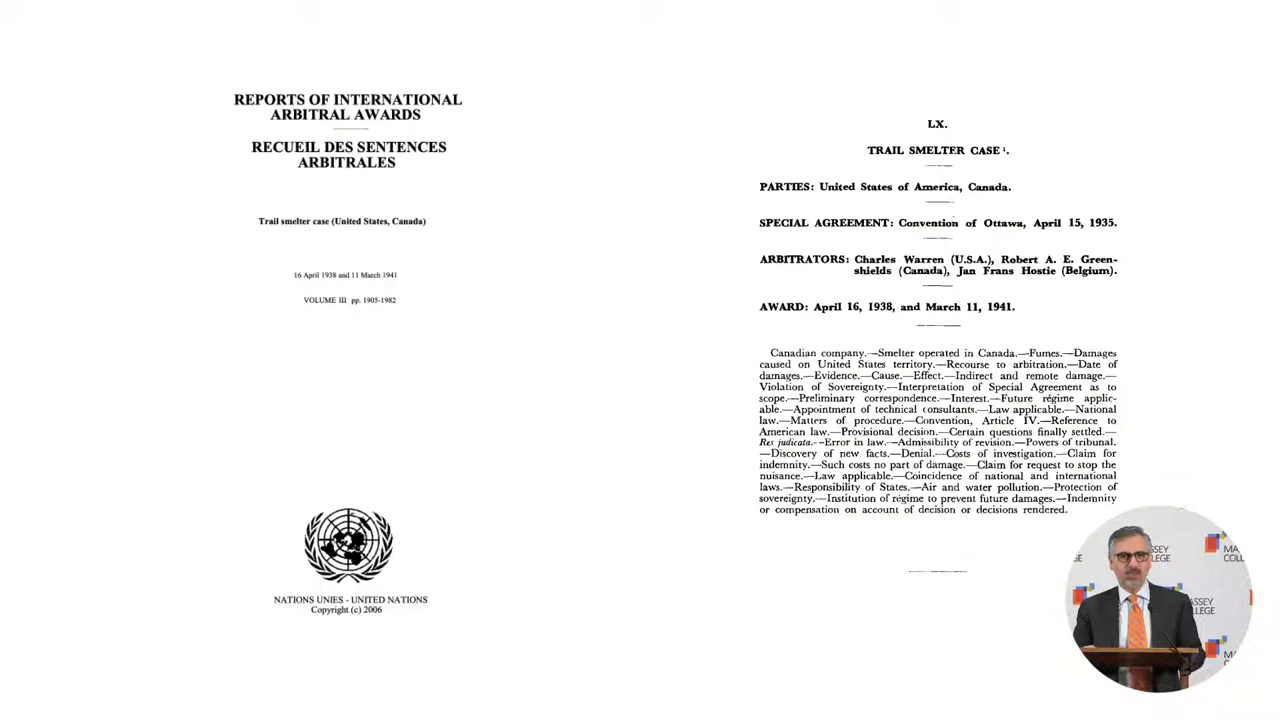 REPORTS OF INTERNATIONAL
ARBITRAL AWARDS
RECUEIL DES SENTENCES
ARBITRALES
Trail smelter case (United States, Canada)
16 April 1938 and 11 March 1941
VOLUME III pp. 1905-1982
NATIONS UNIES - UNITED NATIONS
Copyright (c) 2006
LX.
TRAIL SMELTER CASE ¹.
PARTIES: United States of America, Canada.
SPECIAL AGREEMENT: Convention of Ottawa, April 15, 1935.
ARBITRATORS: Charles Warren (U.S.A.), Robert A. E. Green-
shields (Canada), Jan Frans Hostie (Belgium).
AWARD: April 16, 1938, and March 11, 1941.
Canadian company.—Smelter operated in Canada.—Fumes.—Damages
caused on United States territory.—Recourse to arbitration.—Date of
damages.—Evidence.—Cause.—Effect.—Indirect and remote damage.—
Violation of Sovereignty.—Interpretation of Special Agreement as to
scope.—Preliminary correspondence.—Interest.—Future régime applic-
able.—Appointment of technical consultants.—Law applicable.—National
law.—Matters of procedure.—Convention, Article IV.—Reference to
American law.—Provisional decision.—Certain questions finally settled.—
Res judicata.—Error in law.—Admissibility of revision.—Powers of tribunal.
—Discovery of new facts.—Denial.—Costs of investigation.—Claim for
indemnity.—Such costs no part of damage.—Claim for request to stop the
nuisance.—Law applicable.—Coincidence of national and international
laws.—Responsibility of States.—Air and water pollution.—Protection of
sovereignty.—Institution of régime to prevent future damages.—Indemnity
or compensation on account of decision or decisions rendered.
SSEY
LEGE
MA
COL
GE
ASSEY
LLEGE
MA
CO